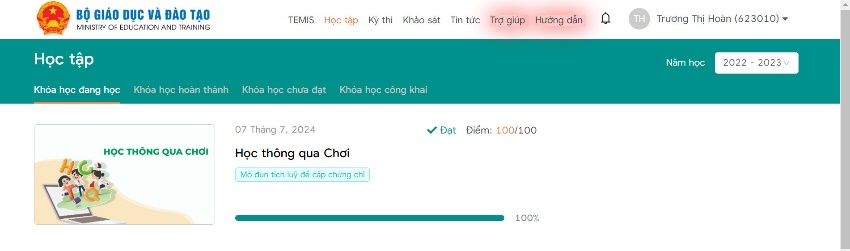 BỘ GIÁO DỤC VÀ ĐÀO TẠO
MINISTRY OF EDUCATION AND TRAINING
TEMIS Học tập Kỳ thi Khảo sát Tin tức Trợ giúp Hướng dẫn TH Trương Thị Hoàn (623010)
Học tập
Năm học 2022 - 2023
Khóa học đang học Khóa học hoàn thành Khóa học chưa đạt Khóa học công khai
07 Tháng 7, 2024 Đạt Điểm: 100/100
HỌC THÔNG QUA CHƠI
Học thông qua Chơi
Mô đun tích luỹ để cấp chứng chỉ
100%